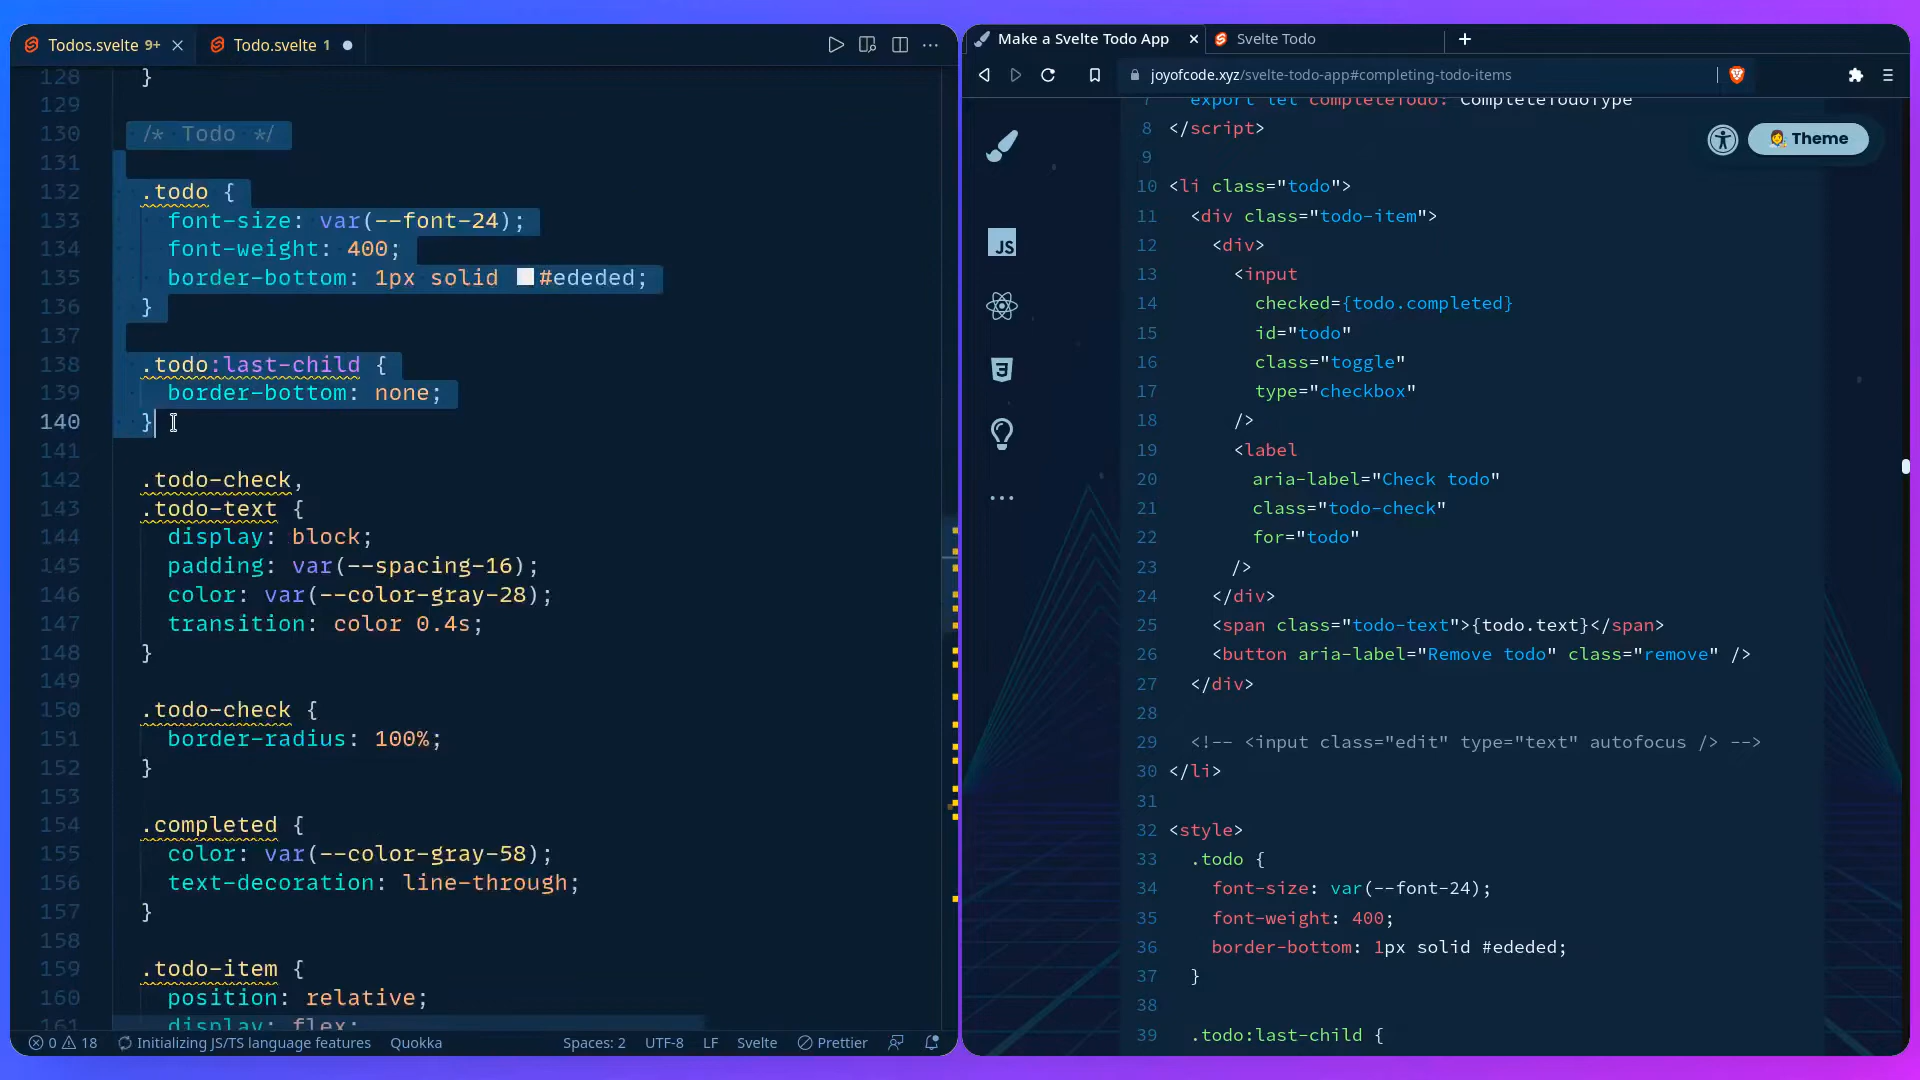 Todos.svelte 9+
Todo.svelte 1
128 }
129
130 /* Todo */
131
132 .todo {
133 font-size: var(--font-24);
134 font-weight: 400;
135 border-bottom: 1px solid #ededed;
136 }
137
138 .todo:last-child {
139 border-bottom: none;
140 }
141
142 .todo-check,
143 .todo-text {
144 display: block;
145 padding: var(--spacing-16);
146 color: var(--color-gray-28);
147 transition: color 0.4s;
148 }
149
150 .todo-check {
151 border-radius: 100%;
152 }
153
154 .completed {
155 color: var(--color-gray-58);
156 text-decoration: line-through;
157 }
158
159 .todo-item {
160 position: relative;
161 display: flex;
0 18 Initializing JS/TS language features Quokka Spaces: 2 UTF-8 LF Svelte Prettier
Make a Svelte Todo App
Svelte Todo
joyofcode.xyz/svelte-todo-app#completing-todo-items
JS
Theme
7 export let completeTodo: CompleteTodoType
8 </script>
9
10 <li class="todo">
11 <div class="todo-item">
12 <div>
13 <input
14 checked={todo.completed}
15 id="todo"
16 class="toggle"
17 type="checkbox"
18 />
19 <label
20 aria-label="Check todo"
21 class="todo-check"
22 for="todo"
23 />
24 </div>
25 <span class="todo-text">{todo.text}</span>
26 <button aria-label="Remove todo" class="remove" />
27 </div>
28
29 <!-- <input class="edit" type="text" autofocus /> -->
30 </li>
31
32 <style>
33 .todo {
34 font-size: var(--font-24);
35 font-weight: 400;
36 border-bottom: 1px solid #ededed;
37 }
38
39 .todo:last-child {